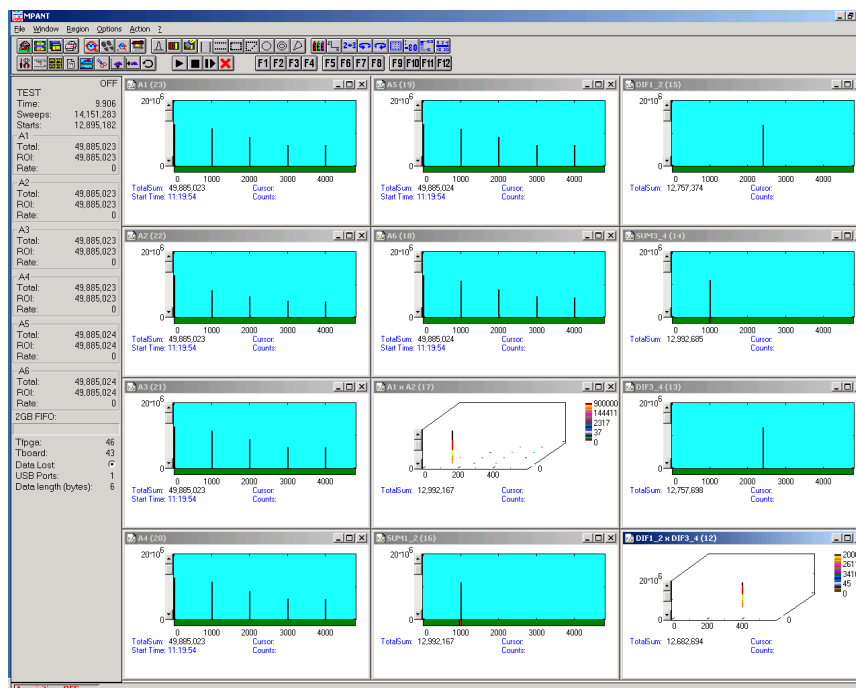 MPANT
File Window Region Options Action ?
F1 F2 F3 F4 F5 F6 F7 F8 F9 F10 F11 F12
OFF
TEST
Time: 9.906
Sweeps: 14,151,283
Starts: 12,895,182
A1
Total: 49,885,023
ROI: 49,885,023
Rate: 0
A2
Total: 49,885,023
ROI: 49,885,023
Rate: 0
A3
Total: 49,885,023
ROI: 49,885,023
Rate: 0
A4
Total: 49,885,023
ROI: 49,885,023
Rate: 0
A5
Total: 49,885,024
ROI: 49,885,024
Rate: 0
A6
Total: 49,885,024
ROI: 49,885,024
Rate: 0
2GB FIFO:
Tfpga: 46
Tboard: 43
Data Lost
USB Ports: 1
Data length (bytes): 6
A1 (23)
20*10^6
0
0 1000 2000 3000 4000
TotalSum: 49,885,023 Cursor:
Start Time: 11:19:54 Counts:
A5 (19)
20*10^6
0
0 1000 2000 3000 4000
TotalSum: 49,885,024 Cursor:
Start Time: 11:19:54 Counts:
DIF1_2 (15)
20*10^6
0
0 1000 2000 3000 4000
TotalSum: 12,757,374 Cursor:
Counts:
A2 (22)
20*10^6
0
0 1000 2000 3000 4000
TotalSum: 49,885,023 Cursor:
Start Time: 11:19:54 Counts:
A6 (18)
20*10^6
0
0 1000 2000 3000 4000
TotalSum: 49,885,024 Cursor:
Start Time: 11:19:54 Counts:
SUM3_4 (14)
20*10^6
0
0 1000 2000 3000 4000
TotalSum: 12,992,685 Cursor:
Counts:
A3 (21)
20*10^6
0
0 1000 2000 3000 4000
TotalSum: 49,885,023 Cursor:
Start Time: 11:19:54 Counts:
A1 x A2 (17)
900000
144411
2317
37
0
20*10^6
0
0 200 400
0
TotalSum: 12,992,167 Cursor:
Counts:
DIF3_4 (13)
20*10^6
0
0 1000 2000 3000 4000
TotalSum: 12,757,698 Cursor:
Counts:
A4 (20)
20*10^6
0
0 1000 2000 3000 4000
TotalSum: 49,885,023 Cursor:
Start Time: 11:19:54 Counts:
SUM1_2 (16)
20*10^6
0
0 1000 2000 3000 4000
TotalSum: 12,992,167 Cursor:
Counts:
DIF1_2 x DIF3_4 (12)
45
0
20*10^6
0
200 400
0
TotalSum: 12,682,694 Cursor:
Counts: